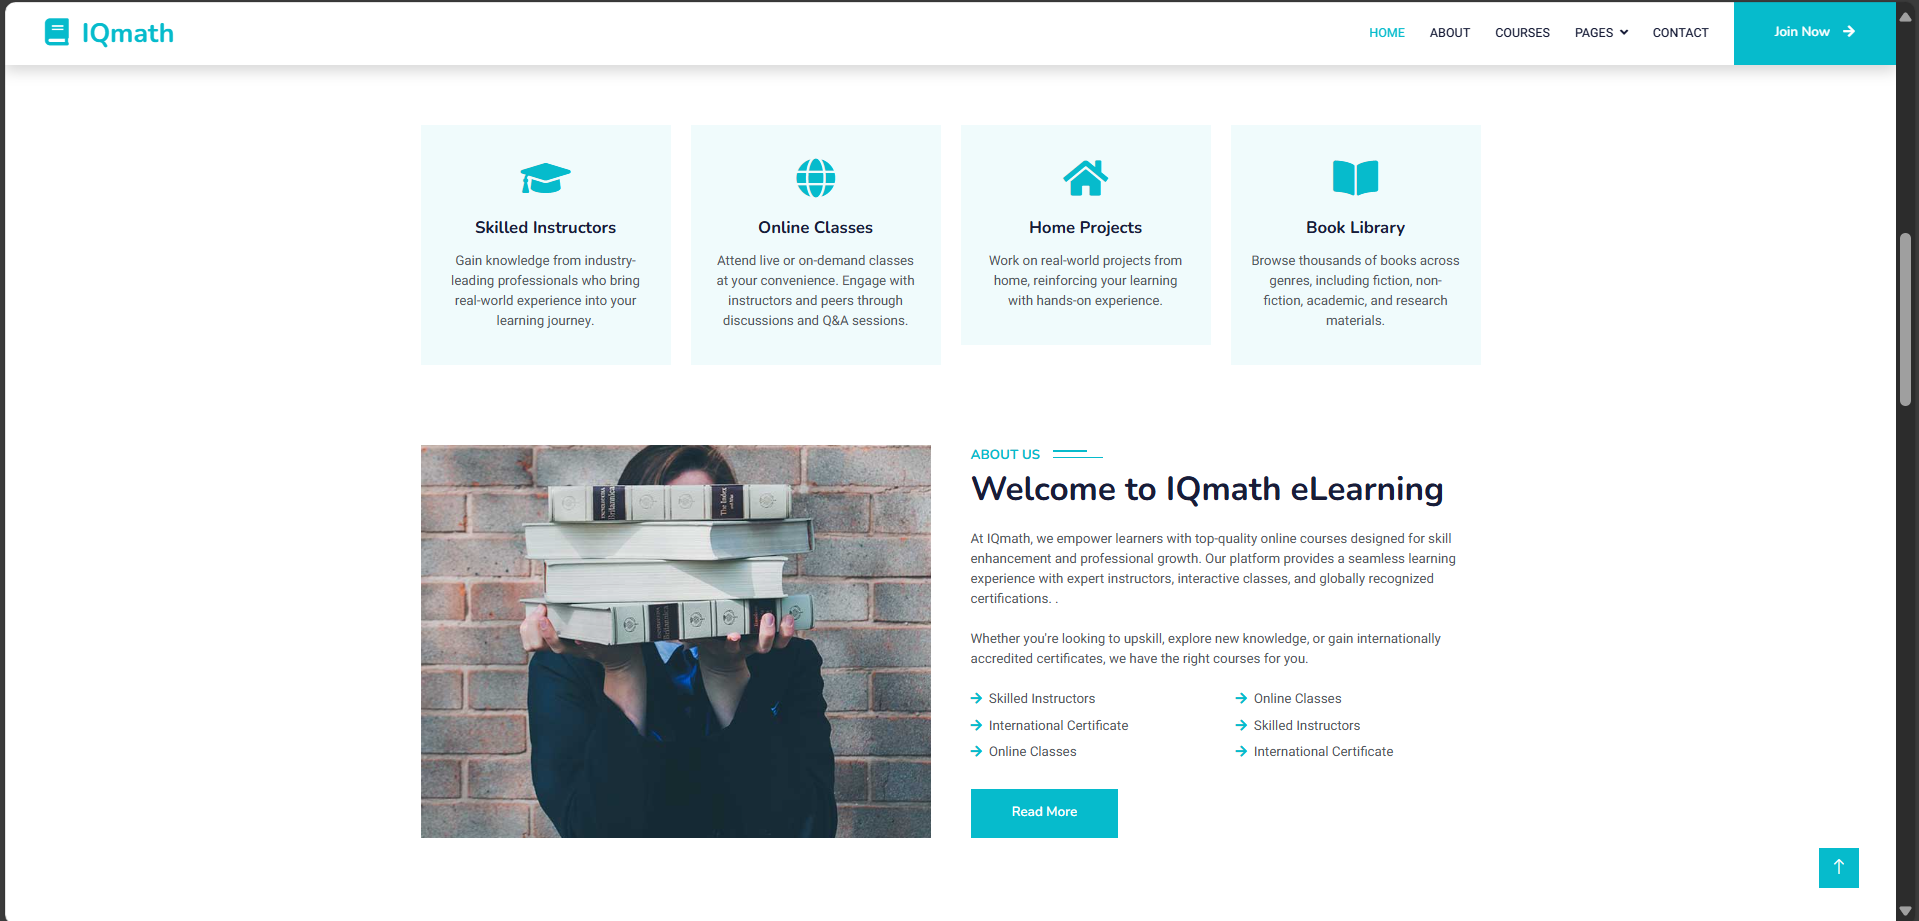 IQmath
HOME
ABOUT
COURSES
PAGES
CONTACT
Join Now
Skilled Instructors
Gain knowledge from industry-
leading professionals who bring
real-world experience into your
learning journey.
Online Classes
Attend live or on-demand classes
at your convenience. Engage with
instructors and peers through
discussions and Q&A sessions.
Home Projects
Work on real-world projects from
home, reinforcing your learning
with hands-on experience.
Book Library
Browse thousands of books across
genres, including fiction, non-
fiction, academic, and research
materials.
Britannica
The Index
Britannica
ABOUT US
Welcome to IQmath eLearning
At IQmath, we empower learners with top-quality online courses designed for skill
enhancement and professional growth. Our platform provides a seamless learning
experience with expert instructors, interactive classes, and globally recognized
certifications. .
Whether you're looking to upskill, explore new knowledge, or gain internationally
accredited certificates, we have the right courses for you.
Skilled Instructors
Online Classes
International Certificate
Skilled Instructors
Online Classes
International Certificate
Read More